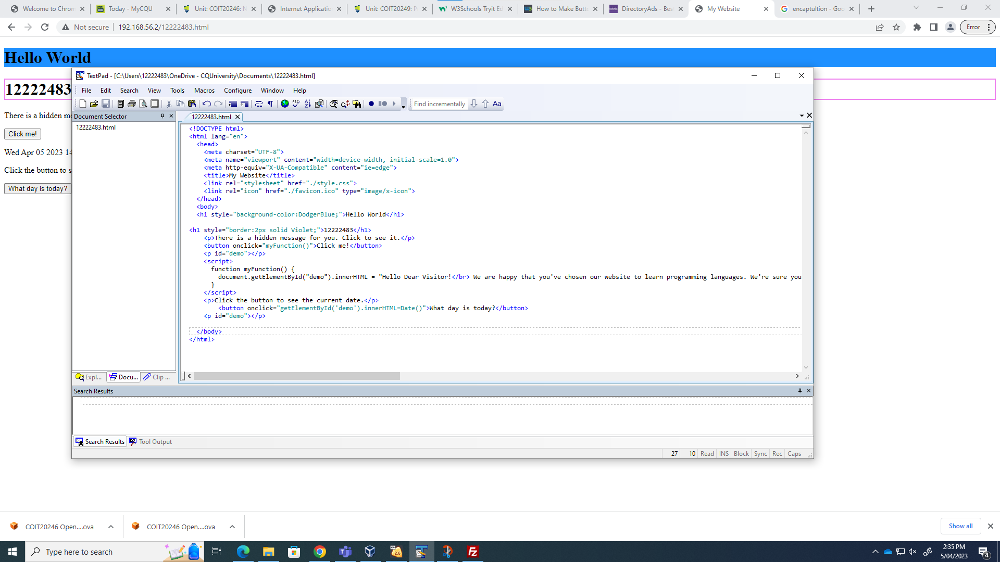 Welcome to Chrom
Today - MyCQU
Unit: COIT20246: N
Internet Applicatio
Unit: COIT20249: P
W3Schools Tryit Ed
How to Make Butto
DirectoryAds - Bes
My Website
encaptultion - Goo
Not secure
192.168.56.2/12222483.html
Error
Hello World
12222483
There is a hidden me
Click me!
Wed Apr 05 2023 14
Click the button to s
What day is today?
TextPad - [C:\Users\12222483\OneDrive - CQUniversity\Documents\12222483.html]
File Edit Search View Tools Macros Configure Window Help
Find incrementally
Aa
Document Selector
12222483.html
12222483.html
<!DOCTYPE html>
<html lang="en">
<head>
<meta charset="UTF-8">
<meta name="viewport" content="width=device-width, initial-scale=1.0">
<meta http-equiv="X-UA-Compatible" content="ie=edge">
<title>My Website</title>
<link rel="stylesheet" href="./style.css">
<link rel="icon" href="./favicon.ico" type="image/x-icon">
</head>
<body>
<h1 style="background-color:DodgerBlue;">Hello World</h1>
<h1 style="border:2px solid Violet;">12222483</h1>
<p>There is a hidden message for you. Click to see it.</p>
<button onclick="myFunction()">Click me!</button>
<p id="demo"></p>
<script>
function myFunction() {
document.getElementById("demo").innerHTML = "Hello Dear Visitor!</br> We are happy that you've chosen our website to learn programming languages. We're sure you
}
</script>
<p>Click the button to see the current date.</p>
<button onclick="getElementById('demo').innerHTML=Date()">What day is today?</button>
<p id="demo"></p>
</body>
</html>
Expl...
Docu...
Clip ...
Search Results
Search Results
Tool Output
27 10 Read INS Block Sync Rec Caps
COIT20246 Open....ova
COIT20246 Open....ova
Show all
Type here to search
2:35 PM
5/04/2023
4